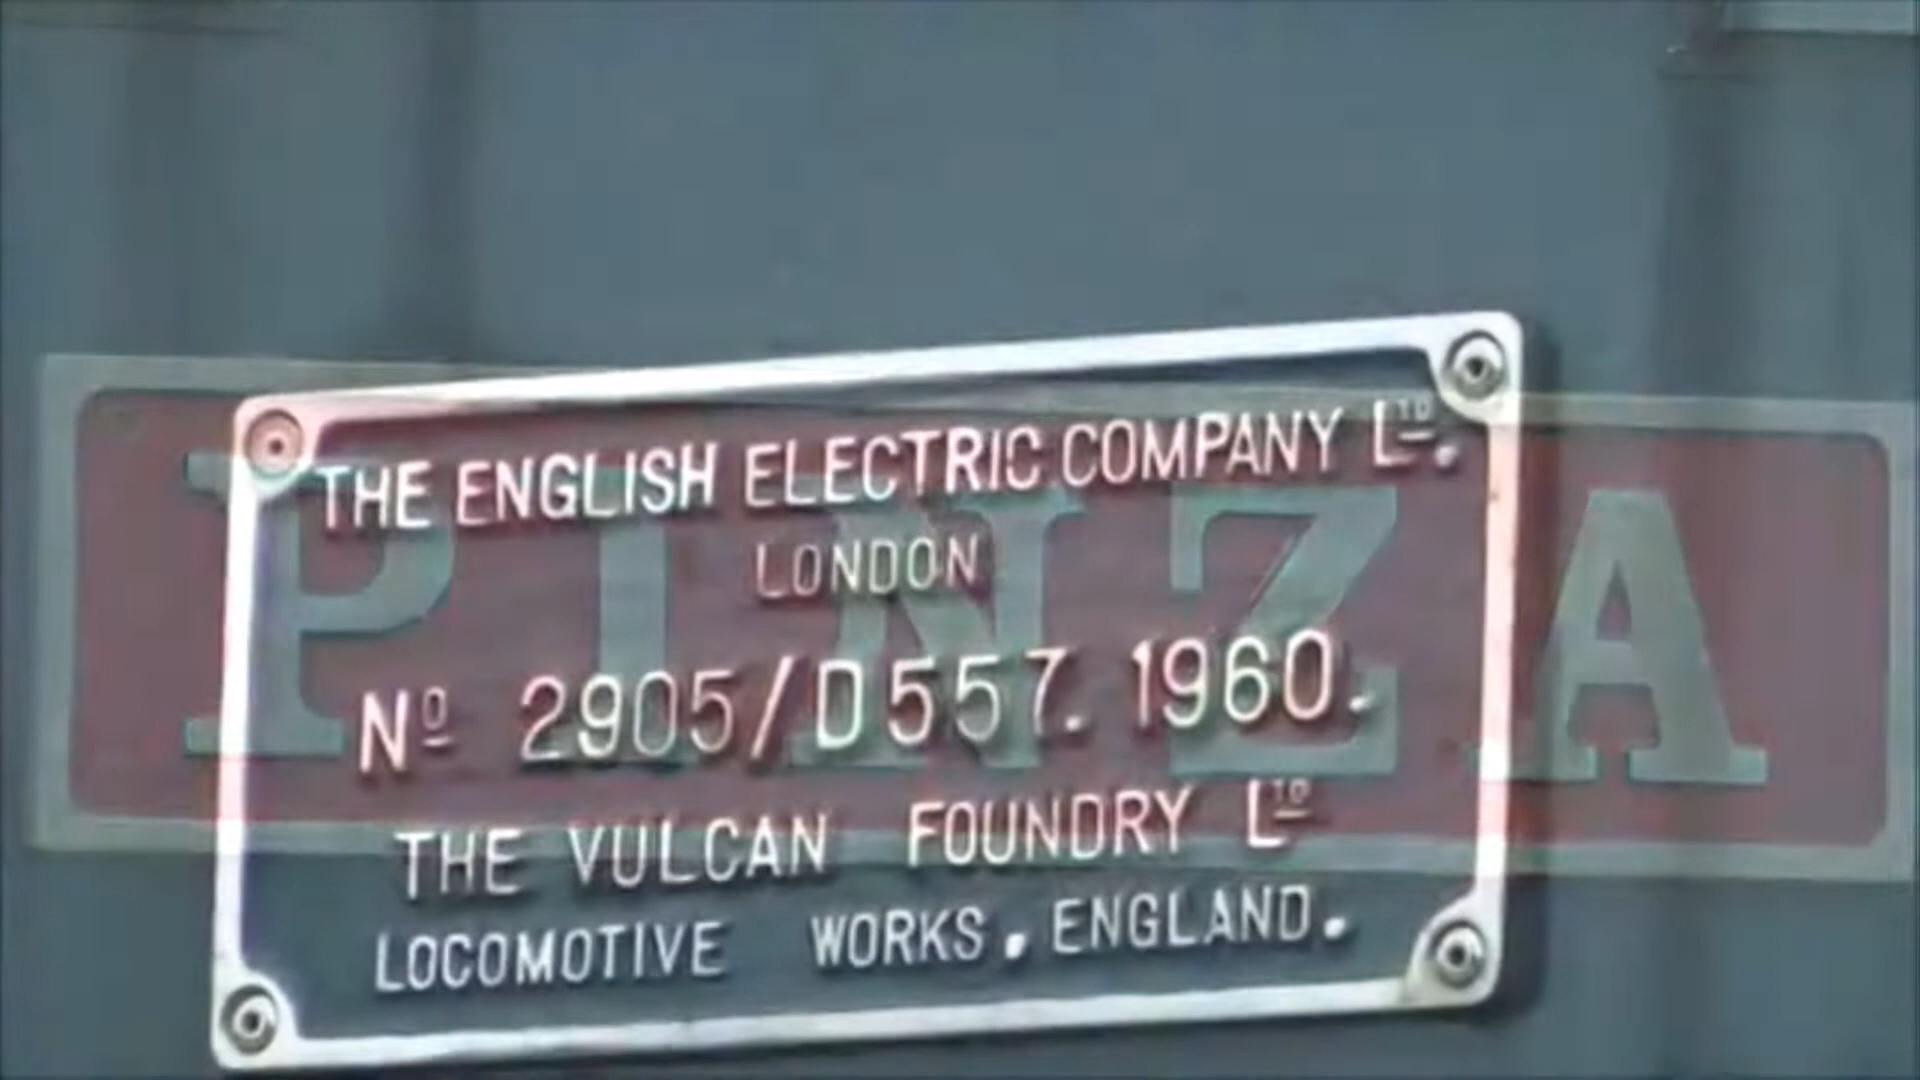 THE ENGLISH ELECTRIC COMPANY LTD.
LONDON
Nº 2905/D557. 1960.
THE VULCAN FOUNDRY LTD
LOCOMOTIVE WORKS. ENGLAND.
PINZA